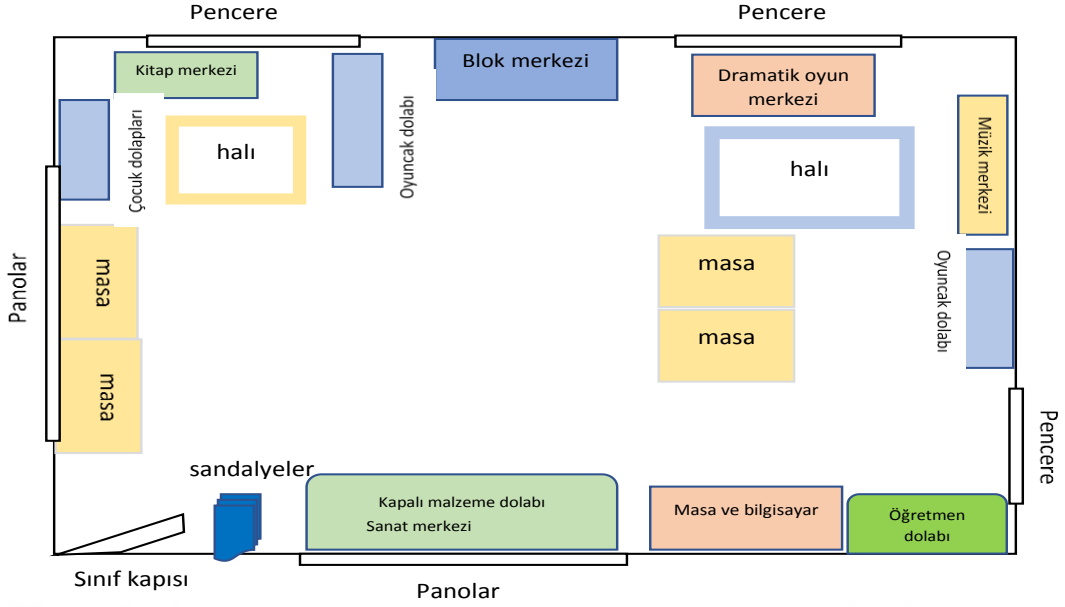 Pencere
Pencere
Kitap merkezi
Blok merkezi
Dramatik oyun
merkezi
Çocuk dolapları
halı
Oyuncak dolabı
halı
Müzik merkezi
Panolar
masa
masa
masa
masa
Oyuncak dolabı
Pencere
sandalyeler
Kapalı malzeme dolabı
Sanat merkezi
Masa ve bilgisayar
Öğretmen
dolabı
Sınıf kapısı
Panolar